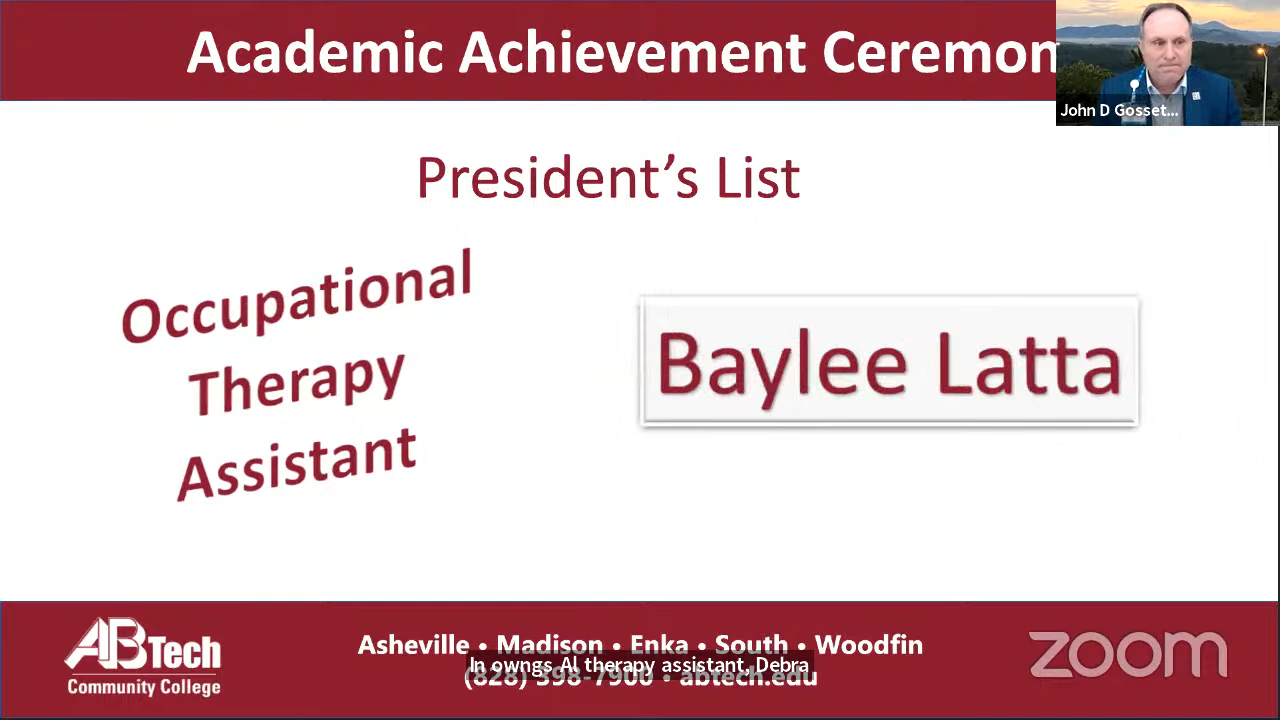 Academic Achievement Ceremon
John D Gosset...
President's List
Occupational
Therapy
Assistant
Baylee Latta
AB Tech
Community College
Asheville • Madison • Enka • South • Woodfin
(828) 398-7900 • abtech.edu
In owngs Al therapy assistant, Debra
zoom